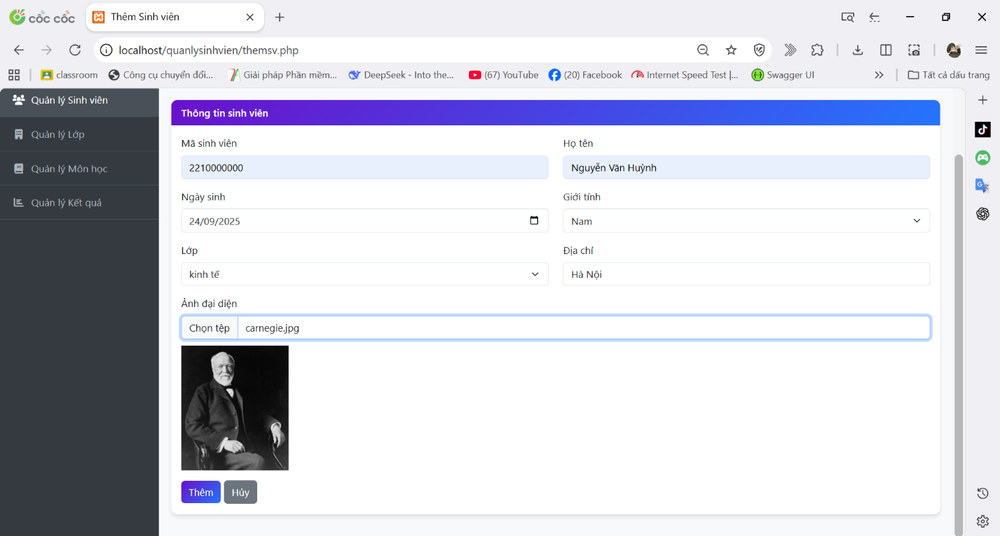 cốc cốc
Thêm Sinh viên
localhost/quanlysinhvien/themsv.php
classroom
Công cụ chuyển đổi...
Giải pháp Phần mềm...
DeepSeek - Into the...
(67) YouTube
(20) Facebook
Internet Speed Test |...
Swagger UI
Tất cả dấu trang
Quản lý Sinh viên
Quản lý Lớp
Quản lý Môn học
Quản lý Kết quả
Thông tin sinh viên
Mã sinh viên
Họ tên
2210000000
Nguyễn Văn Huỳnh
Ngày sinh
Giới tính
24/09/2025
Nam
Lớp
Địa chỉ
kinh tế
Hà Nội
Ảnh đại diện
Chọn tệp
carnegie.jpg
Thêm
Hủy